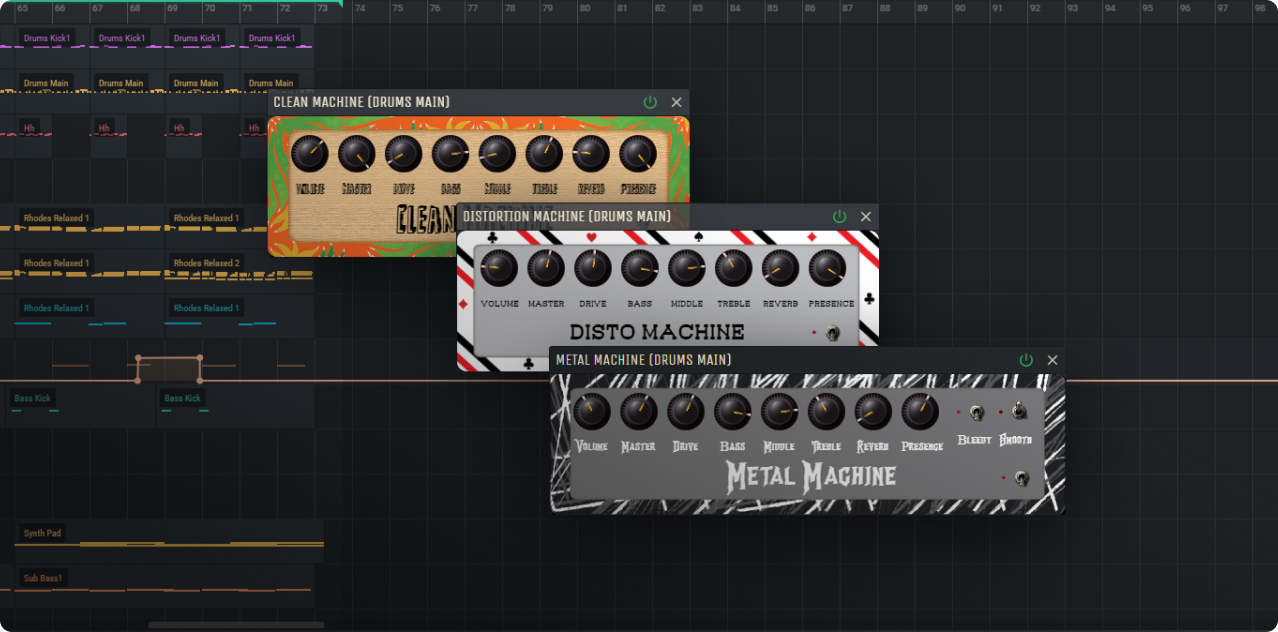 65 66 67 68 69 70 71 72 73 74 75 76 77 78 79 80 81 82 83 84 85 86 87 88 89 90 91 92 93 94 95 96 97 98
Drums Kick1 Drums Kick1 Drums Kick1 Drums Kick1
Drums Main Drums Main Drums Main Drums Main
Hh Hh Hh Hh
CLEAN MACHINE (DRUMS MAIN)
VOLUME MASTER DRIVE BASS MIDDLE TREBLE REVERB PRESENCE
CLEAN
Rhodes Relaxed 1 Rhodes Relaxed 1
Rhodes Relaxed 1 Rhodes Relaxed 2
Rhodes Relaxed 1 Rhodes Relaxed 1
Bass Kick Bass Kick
DISTORTION MACHINE (DRUMS MAIN)
VOLUME MASTER DRIVE BASS MIDDLE TREBLE REVERB PRESENCE
DISTO MACHINE
METAL MACHINE (DRUMS MAIN)
Volume Master Drive Bass Middle Treble Reverb Presence Bleedy Smooth
Metal Machine
Synth Pad
Sub Bass1